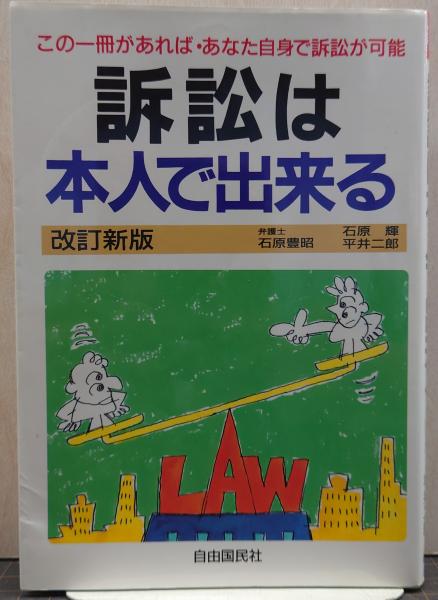 この一冊があれば・あなた自身で訴訟が可能
訴訟は
本人で出来る
改訂新版
弁護士
石原豊昭
石原 輝
平井二郎
LAW
自由国民社